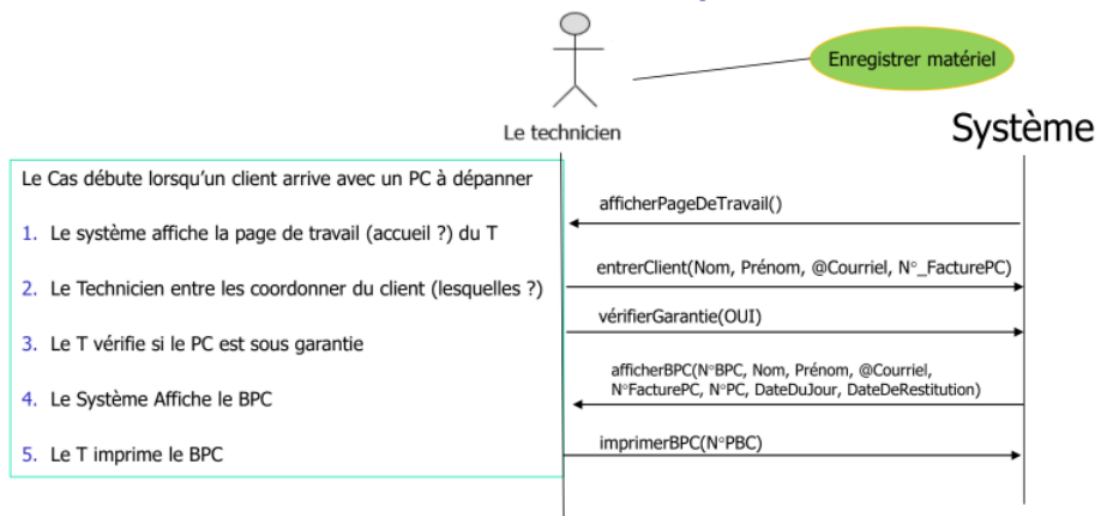 Enregistrer matériel
Le technicien
Système
Le Cas débute lorsqu'un client arrive avec un PC à dépanner
1. Le système affiche la page de travail (accueil ?) du T
2. Le Technicien entre les coordonner du client (lesquelles ?)
3. Le T vérifie si le PC est sous garantie
4. Le Système Affiche le BPC
5. Le T imprime le BPC
afficherPageDeTravail()
entrerClient(Nom, Prénom, @Courriel, N°_FacturePC)
vérifierGarantie(OUI)
afficherBPC(N°BPC, Nom, Prénom, @Courriel,
N°FacturePC, N°PC, DateDuJour, DateDeRestitution)
imprimerBPC(N°PBC)